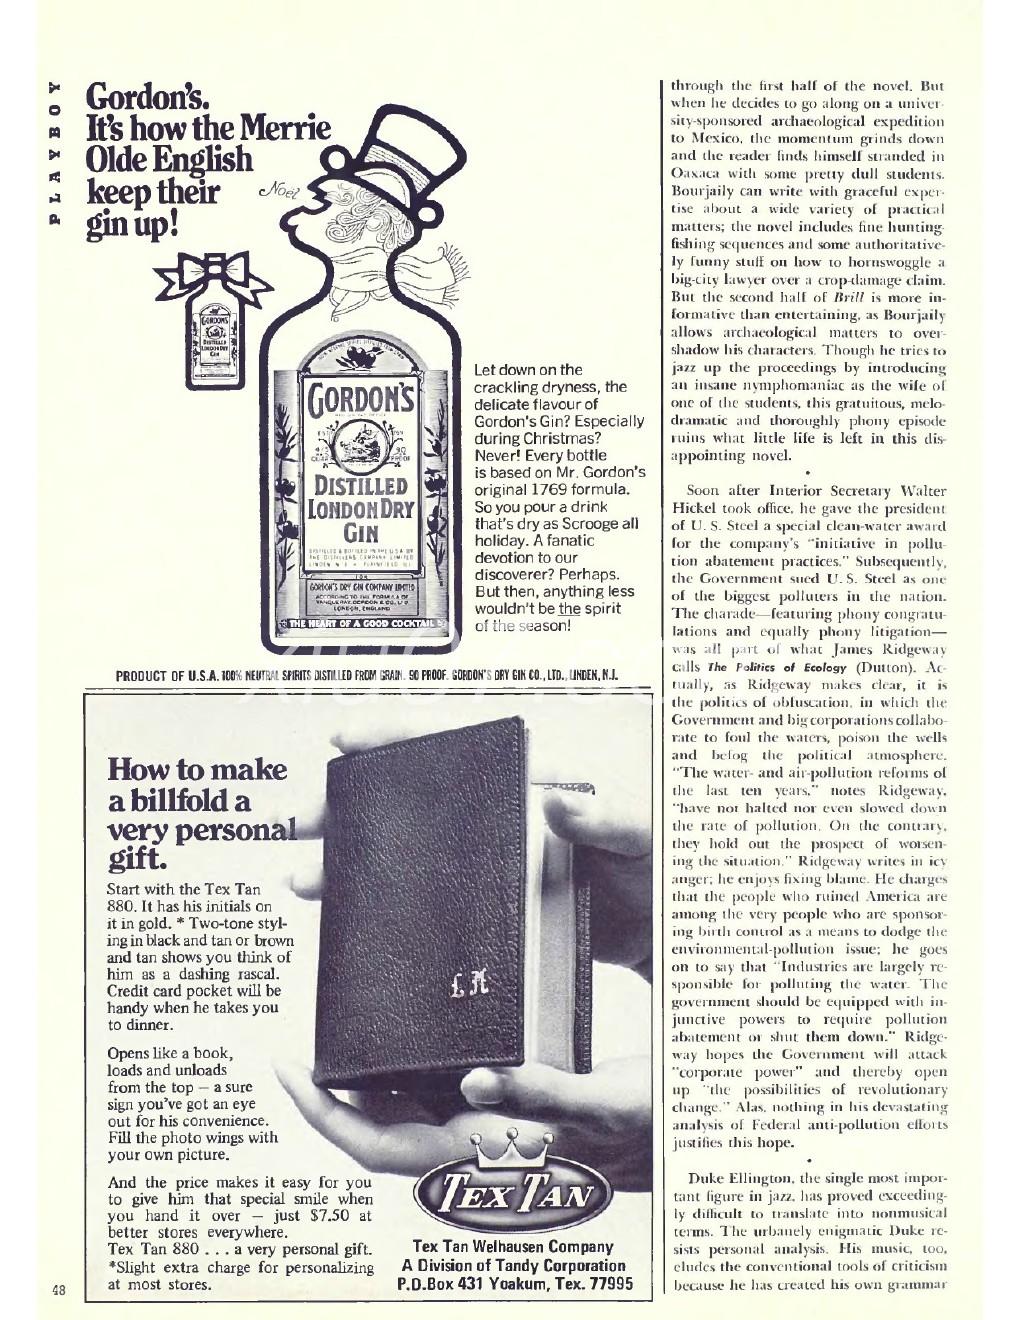 PLAYBOY
Gordon's.
It's how the Merrie
Olde English
keep their
gin up!
Noel
GORDON'S
DISTILLED
LONDON DRY
GIN
GORDON'S
DISTILLED
LONDON DRY
GIN
DISTILLED & BOTTLED IN THE U.S.A. BY
THE DISTILLERS COMPANY LIMITED
FOR
GORDON'S DRY GIN COMPANY LIMITED
ACCORDING TO THE FORMULA OF
TANQUERAY, GORDON & CO., LTD.
LONDON, ENGLAND
THE HEART OF A GOOD COCKTAIL
Let down on the
crackling dryness, the
delicate flavour of
Gordon's Gin? Especially
during Christmas?
Never! Every bottle
is based on Mr. Gordon's
original 1769 formula.
So you pour a drink
that's dry as Scrooge all
holiday. A fanatic
devotion to our
discoverer? Perhaps.
But then, anything less
wouldn't be the spirit
of the season!
PRODUCT OF U.S.A. 100% NEUTRAL SPIRITS DISTILLED FROM GRAIN. 90 PROOF. GORDON'S DRY GIN CO., LTD., LINDEN, N.J.
How to make
a billfold a
very personal
gift.
Start with the Tex Tan
880. It has his initials on
it in gold. * Two-tone styl-
ing in black and tan or brown
and tan shows you think of
him as a dashing rascal.
Credit card pocket will be
handy when he takes you
to dinner.
Opens like a book,
loads and unloads
from the top — a sure
sign you've got an eye
out for his convenience.
Fill the photo wings with
your own picture.
And the price makes it easy for you
to give him that special smile when
you hand it over — just $7.50 at
better stores everywhere.
Tex Tan 880 . . . a very personal gift.
*Slight extra charge for personalizing
at most stores.
TEX TAN
Tex Tan Welhausen Company
A Division of Tandy Corporation
P.O.Box 431 Yoakum, Tex. 77995
through the first half of the novel. But
when he decides to go along on a univer-
sity-sponsored archaeological expedition
to Mexico, the momentum grinds down
and the reader finds himself stranded in
Oaxaca with some pretty dull students.
Bourjaily can write with graceful exper-
tise about a wide variety of practical
matters; the novel includes fine hunting-
fishing sequences and some authoritative-
ly funny stuff on how to hornswoggle a
big-city lawyer over a crop-damage claim.
But the second half of Brill is more in-
formative than entertaining, as Bourjaily
allows archaeological matters to over-
shadow his characters. Though he tries to
jazz up the proceedings by introducing
an insane nymphomaniac as the wife of
one of the students, this gratuitous, melo-
dramatic and thoroughly phony episode
ruins what little life is left in this dis-
appointing novel.
•
Soon after Interior Secretary Walter
Hickel took office, he gave the president
of U. S. Steel a special clean-water award
for the company's "initiative in pollu-
tion abatement practices." Subsequently,
the Government sued U. S. Steel as one
of the biggest polluters in the nation.
The charade—featuring phony congratu-
lations and equally phony litigation—
was all part of what James Ridgeway
calls The Politics of Ecology (Dutton). Ac-
tually, as Ridgeway makes clear, it is
the politics of obfuscation, in which the
Government and big corporations collabo-
rate to foul the waters, poison the wells
and befog the political atmosphere.
"The water- and air-pollution reforms of
the last ten years," notes Ridgeway,
"have not halted nor even slowed down
the rate of pollution. On the contrary,
they hold out the prospect of worsen-
ing the situation." Ridgeway writes in icy
anger; he enjoys fixing blame. He charges
that the people who ruined America are
among the very people who are sponsor-
ing birth control as a means to dodge the
environmental-pollution issue; he goes
on to say that "Industries are largely re-
sponsible for polluting the water. The
government should be equipped with in-
junctive powers to require pollution
abatement or shut them down." Ridge-
way hopes the Government will attack
"corporate power" and thereby open
up "the possibilities of revolutionary
change." Alas, nothing in his devastating
analysis of Federal anti-pollution efforts
justifies this hope.
•
Duke Ellington, the single most impor-
tant figure in jazz, has proved exceeding-
ly difficult to translate into nonmusical
terms. The urbanely enigmatic Duke re-
sists personal analysis. His music, too,
eludes the conventional tools of criticism
because he has created his own grammar
48